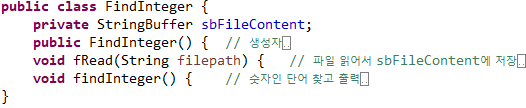 public class FindInteger {
    private StringBuffer sbFileContent;
    public FindInteger() {  // 생성자
    void fRead(String filepath) {   // 파일 읽어서 sbFileContent에 저장
    void findInteger() {    // 숫자인 단어 찾고 출력
}